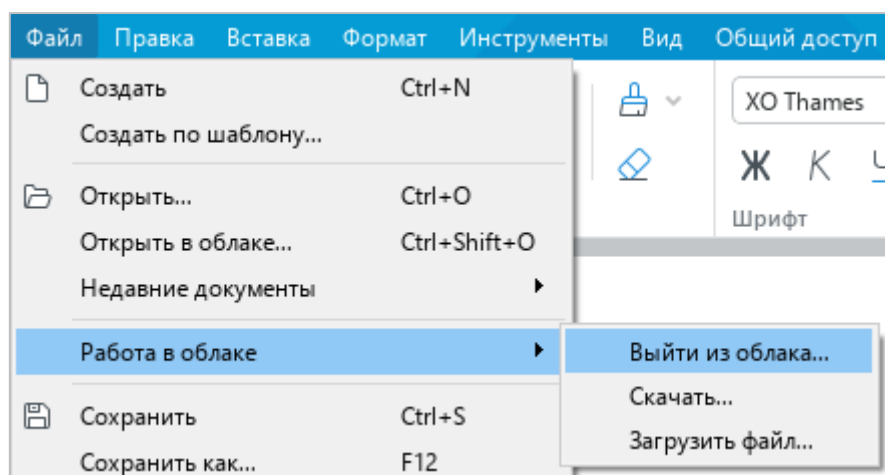 Файл Правка Вставка Формат Инструменты Вид Общий доступ
Создать Ctrl+N
XO Thames
Создать по шаблону...
Ж К Ч
Открыть... Ctrl+O
Шрифт
Открыть в облаке... Ctrl+Shift+O
Недавние документы
Работа в облаке
Выйти из облака...
Скачать...
Сохранить Ctrl+S
Загрузить файл...
Сохранить как... F12